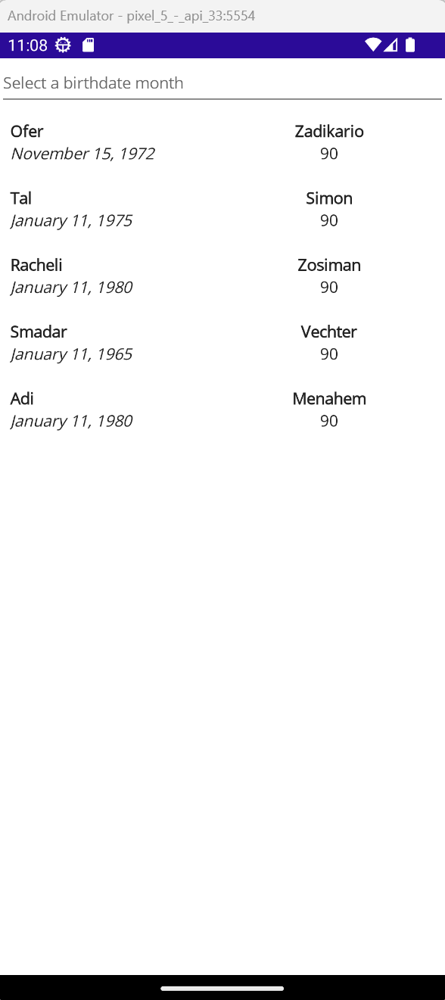 Android Emulator - pixel_5_-_api_33:5554
11:08
Select a birthdate month
Ofer Zadikario
November 15, 1972 90
Tal Simon
January 11, 1975 90
Racheli Zosiman
January 11, 1980 90
Smadar Vechter
January 11, 1965 90
Adi Menahem
January 11, 1980 90